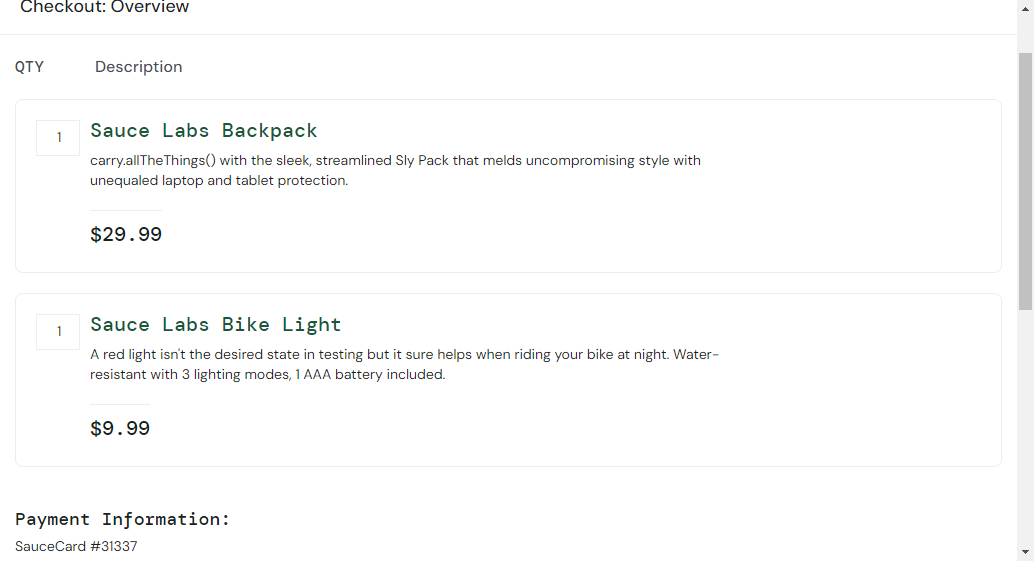 Checkout: Overview
QTY Description
1 Sauce Labs Backpack
carry.allTheThings() with the sleek, streamlined Sly Pack that melds uncompromising style with
unequaled laptop and tablet protection.
$29.99
1 Sauce Labs Bike Light
A red light isn't the desired state in testing but it sure helps when riding your bike at night. Water-
resistant with 3 lighting modes, 1 AAA battery included.
$9.99
Payment Information:
SauceCard #31337